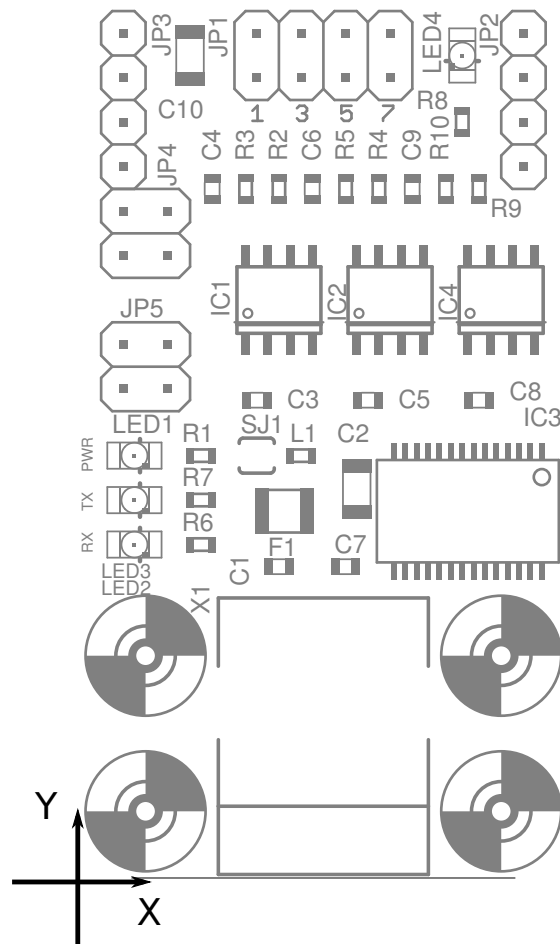 JP3
JP1
LED4
JP2
C10
1 3 5 7
R8
JP4
C4
R3
R2
C6
R5
R4
C9
R10
R9
IC1
IC2
IC4
JP5
C3
C5
C8
IC3
LED1
SJ1
PWR
R1
L1
C2
TX
R7
RX
R6
F1
C7
LED3
LED2
C1
X1
Y
X